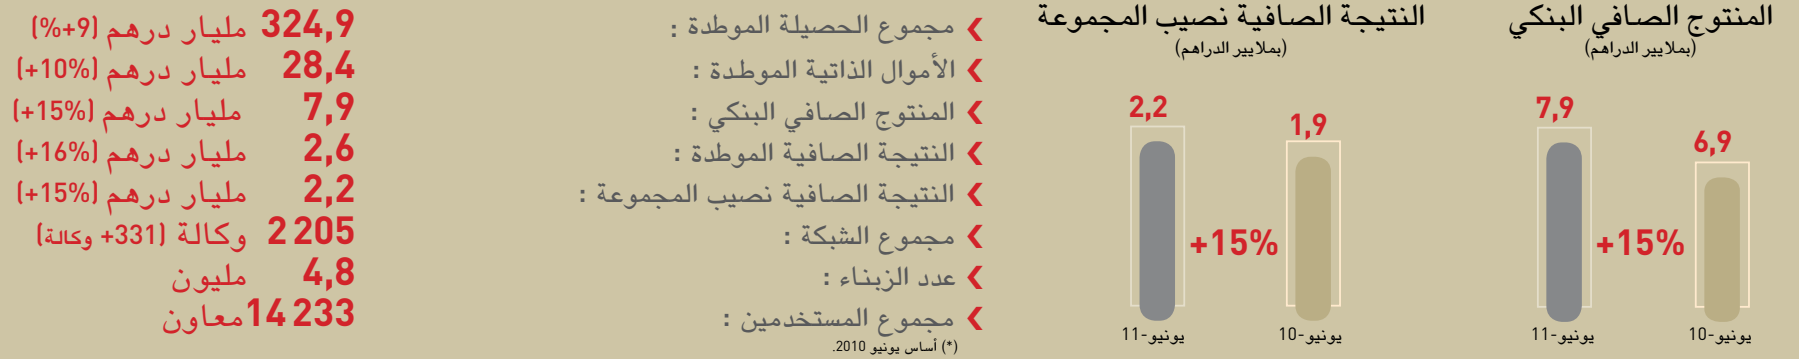 المنتوج الصافي البنكي
(بملايير الدراهم)
6,9
7,9
+15%
يونيو-10
يونيو-11
النتيجة الصافية نصيب المجموعة
(بملايير الدراهم)
1,9
2,2
+15%
يونيو-10
يونيو-11
❯ مجموع الحصيلة الموطدة : 324,9 مليار درهم (9+%)
❯ الأموال الذاتية الموطدة : 28,4 مليار درهم (10%+)
❯ المنتوج الصافي البنكي : 7,9 مليار درهم (15%+)
❯ النتيجة الصافية الموطدة : 2,6 مليار درهم (16%+)
❯ النتيجة الصافية نصيب المجموعة : 2,2 مليار درهم (15%+)
❯ مجموع الشبكة : 2 205 وكالة (331+ وكالة)
❯ عدد الزبناء : 4,8 مليون
❯ مجموع المستخدمين : 14 233 معاون
(*) أساس يونيو 2010.